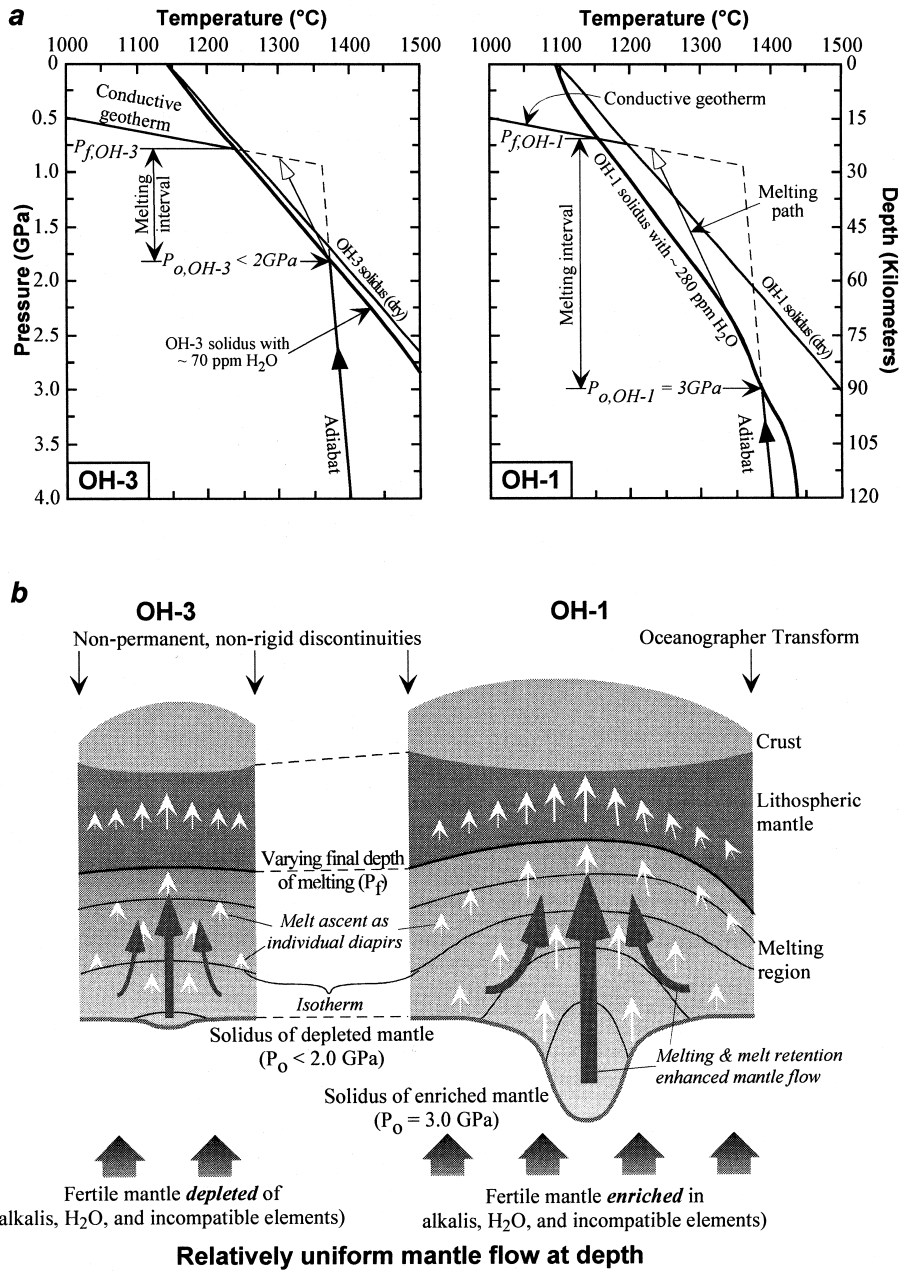 a
Temperature (°C)
1000 1100 1200 1300 1400 1500
Pressure (GPa)
0
0.5
1.0
1.5
2.0
2.5
3.0
3.5
4.0
Conductive
geotherm
Pf,OH-3
Melting
interval
Po,OH-3 < 2GPa
OH-3 solidus (dry)
OH-3 solidus with
~ 70 ppm H2O
Adiabat
OH-3
Temperature (°C)
1000 1100 1200 1300 1400 1500
Conductive geotherm
Pf,OH-1
OH-1 solidus with ~ 280 ppm H2O
Melting
path
Melting interval
OH-1 solidus (dry)
Po,OH-1 = 3GPa
Adiabat
OH-1
0
15
30
45
60
75
90
105
120
Depth (Kilometers)
b
OH-3
OH-1
Non-permanent, non-rigid discontinuities
Oceanographer Transform
Crust
Lithospheric
mantle
Varying final depth
of melting (Pf)
Melt ascent as
individual diapirs
Melting
region
Isotherm
Solidus of depleted mantle
(Po < 2.0 GPa)
Melting & melt retention
enhanced mantle flow
Solidus of enriched mantle
(Po = 3.0 GPa)
Fertile mantle depleted of
alkalis, H2O, and incompatible elements)
Fertile mantle enriched in
alkalis, H2O, and incompatible elements)
Relatively uniform mantle flow at depth